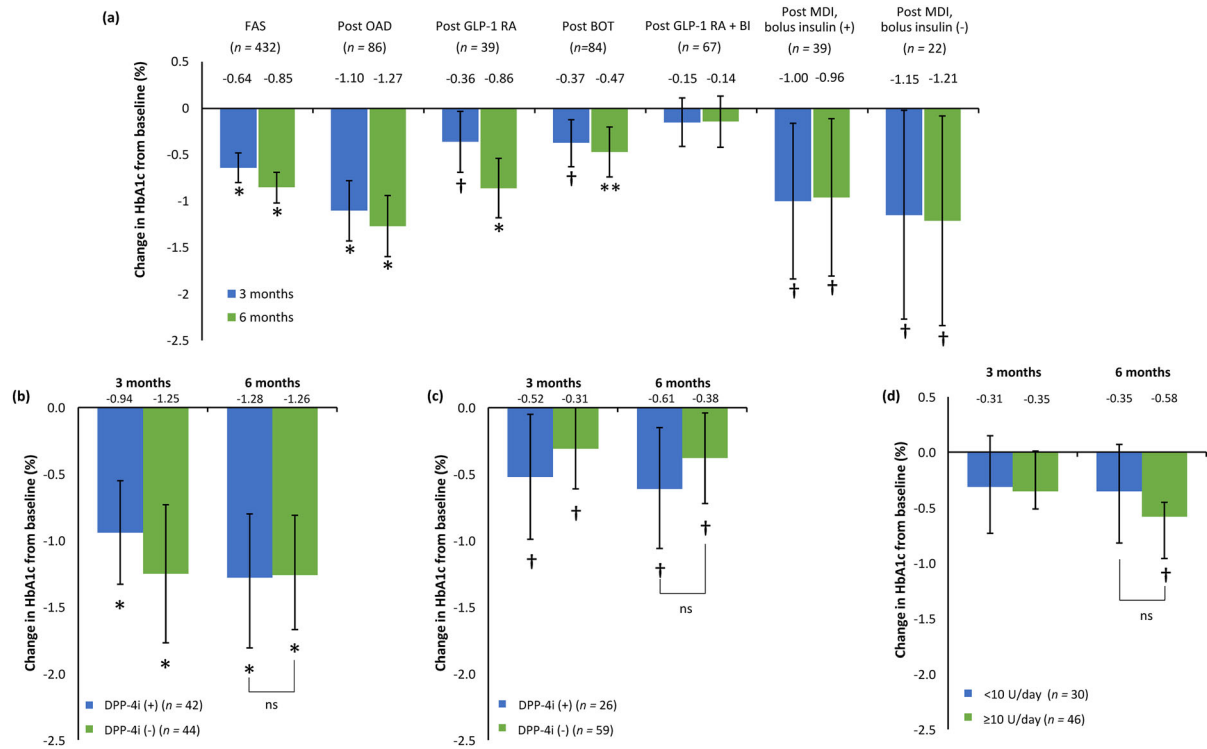 (a)
FAS Post OAD Post GLP-1 RA Post BOT Post GLP-1 RA + BI Post MDI, bolus insulin (+) Post MDI, bolus insulin (-)
(n = 432) (n = 86) (n = 39) (n=84) (n = 67) (n = 39) (n = 22)
-0.64 -0.85 -1.10 -1.27 -0.36 -0.86 -0.37 -0.47 -0.15 -0.14 -1.00 -0.96 -1.15 -1.21
Change in HbA1c from baseline (%)
0.5
0
-0.5
-1
-1.5
-2
-2.5
* * * * † * † ** † † † †
3 months
6 months
(b)
3 months 6 months
-0.94 -1.25 -1.28 -1.26
Change in HbA1c from baseline (%)
0.0
-0.5
-1.0
-1.5
-2.0
-2.5
* * * *
ns
DPP-4i (+) (n = 42)
DPP-4i (-) (n = 44)
(c)
3 months 6 months
-0.52 -0.31 -0.61 -0.38
Change in HbA1c from baseline (%)
0.0
-0.5
-1.0
-1.5
-2.0
-2.5
† † † †
ns
DPP-4i (+) (n = 26)
DPP-4i (-) (n = 59)
(d)
3 months 6 months
-0.31 -0.35 -0.35 -0.58
Change in HbA1c from baseline (%)
0.5
0.0
-0.5
-1.0
-1.5
-2.0
-2.5
†
ns
<10 U/day (n = 30)
≥10 U/day (n = 46)